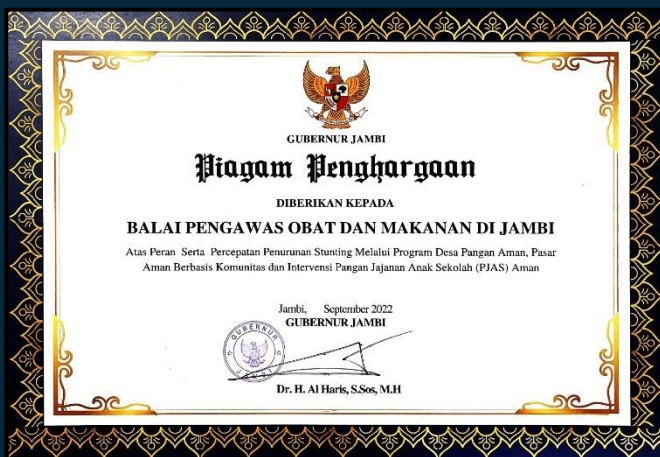 GUBERNUR JAMBI
Piagam Penghargaan
DIBERIKAN KEPADA
BALAI PENGAWAS OBAT DAN MAKANAN DI JAMBI
Atas Peran Serta Percepatan Penurunan Stunting Melalui Program Desa Pangan Aman, Pasar
Aman Berbasis Komunitas dan Intervensi Pangan Jajanan Anak Sekolah (PJAS) Aman
Jambi, September 2022
GUBERNUR JAMBI
GUBERNUR
Dr. H. Al Haris, S.Sos, M.H